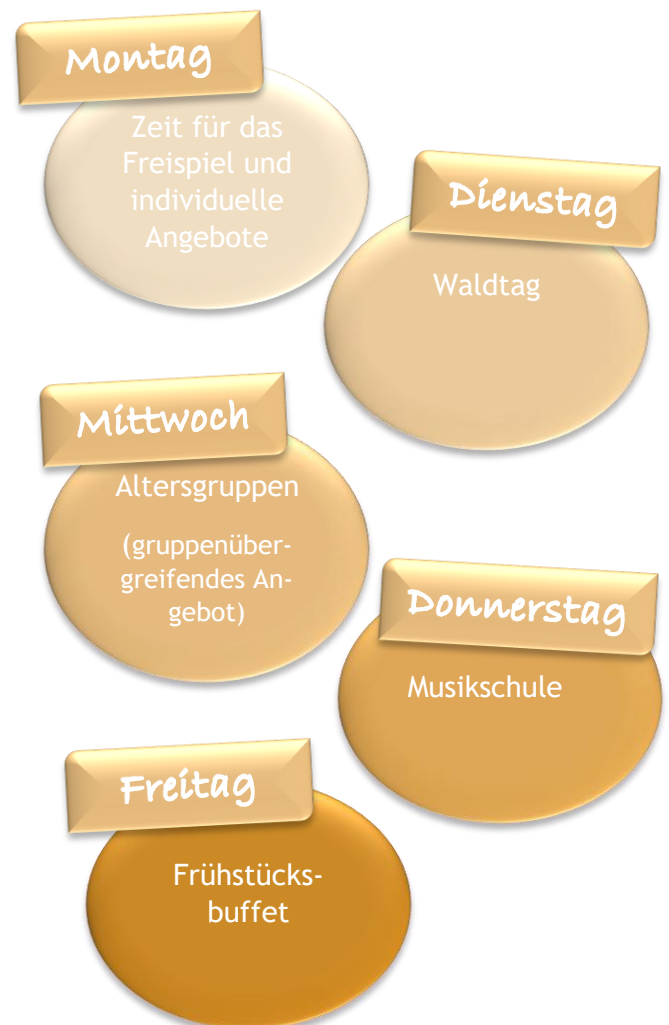 Montag
Zeit für das
Freispiel und
individuelle
Angebote
Dienstag
Waldtag
Mittwoch
Altersgruppen
(gruppenüber-
greifendes An-
gebot)
Donnerstag
Musikschule
Freitag
Frühstücks-
buffet